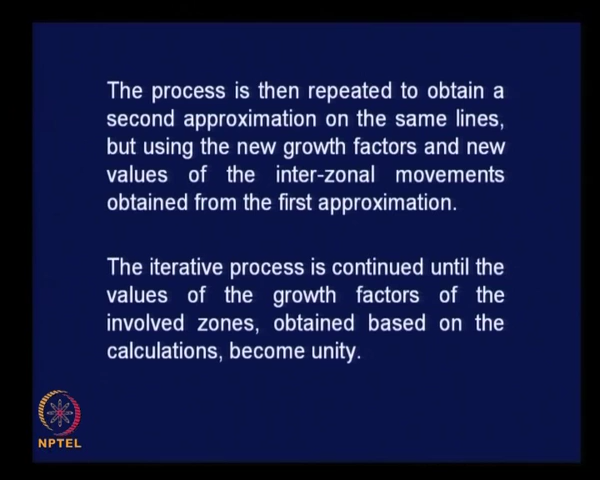 The process is then repeated to obtain a
second approximation on the same lines,
but using the new growth factors and new
values of the inter-zonal movements
obtained from the first approximation.
The iterative process is continued until the
values of the growth factors of the
involved zones, obtained based on the
calculations, become unity.
NPTEL